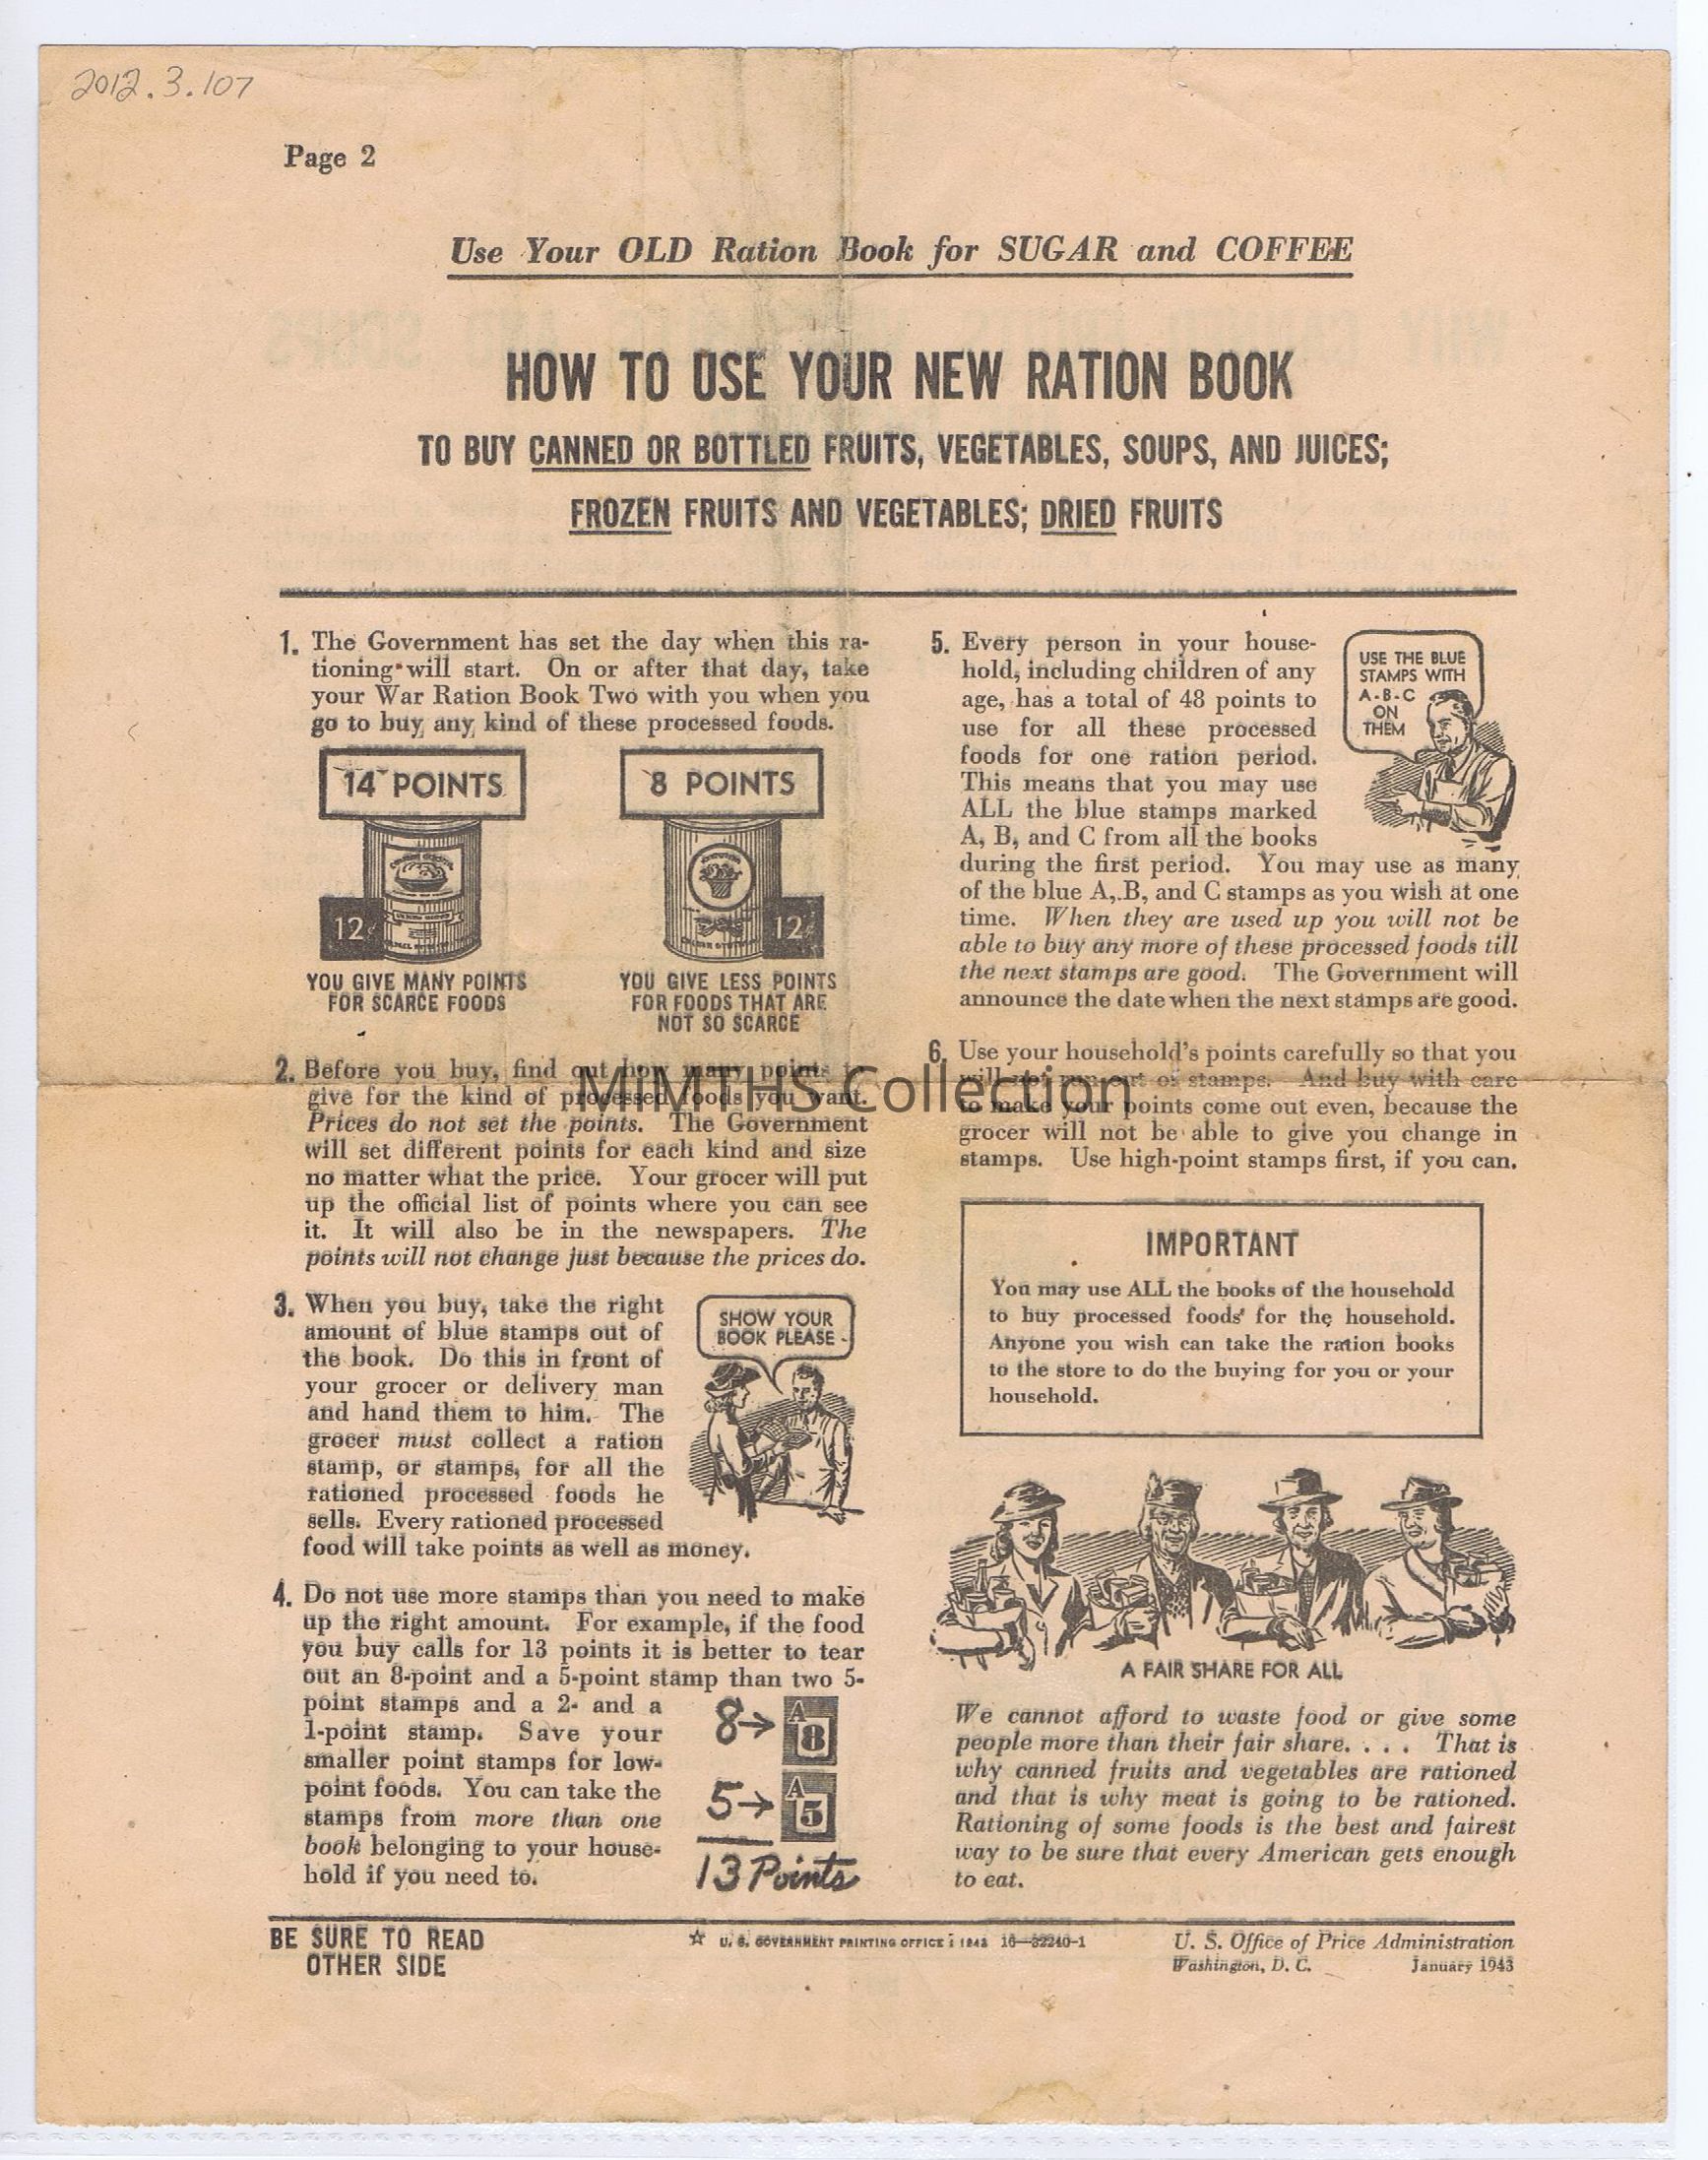 2012.3.107
Page 2
Use Your OLD Ration Book for SUGAR and COFFEE
HOW TO USE YOUR NEW RATION BOOK
TO BUY CANNED OR BOTTLED FRUITS, VEGETABLES, SOUPS, AND JUICES;
FROZEN FRUITS AND VEGETABLES; DRIED FRUITS
1. The Government has set the day when this ra-
tioning will start. On or after that day, take
your War Ration Book Two with you when you
go to buy any kind of these processed foods.
14 POINTS
12¢
YOU GIVE MANY POINTS
FOR SCARCE FOODS
8 POINTS
12¢
YOU GIVE LESS POINTS
FOR FOODS THAT ARE
NOT SO SCARCE
2. Before you buy, find out how many points to
give for the kind of processed foods you want.
Prices do not set the points. The Government
will set different points for each kind and size
no matter what the price. Your grocer will put
up the official list of points where you can see
it. It will also be in the newspapers. The
points will not change just because the prices do.
3. When you buy, take the right
amount of blue stamps out of
the book. Do this in front of
your grocer or delivery man
and hand them to him. The
grocer must collect a ration
stamp, or stamps, for all the
rationed processed foods he
sells. Every rationed processed
food will take points as well as money.
SHOW YOUR
BOOK PLEASE
4. Do not use more stamps than you need to make
up the right amount. For example, if the food
you buy calls for 13 points it is better to tear
out an 8-point and a 5-point stamp than two 5-
point stamps and a 2- and a
1-point stamp. Save your
smaller point stamps for low-
point foods. You can take the
stamps from more than one
book belonging to your house-
hold if you need to.
8→ A 8
5→ A 5
13 Points
5. Every person in your house-
hold, including children of any
age, has a total of 48 points to
use for all these processed
foods for one ration period.
This means that you may use
ALL the blue stamps marked
A, B, and C from all the books
during the first period. You may use as many
of the blue A, B, and C stamps as you wish at one
time. When they are used up you will not be
able to buy any more of these processed foods till
the next stamps are good. The Government will
announce the date when the next stamps are good.
USE THE BLUE
STAMPS WITH
A-B-C
ON
THEM
6. Use your household's points carefully so that you
will not run out of stamps. And buy with care
to make your points come out even, because the
grocer will not be able to give you change in
stamps. Use high-point stamps first, if you can.
MIMTHS Collection
IMPORTANT
You may use ALL the books of the household
to buy processed foods for the household.
Anyone you wish can take the ration books
to the store to do the buying for you or your
household.
A FAIR SHARE FOR ALL
We cannot afford to waste food or give some
people more than their fair share. . . . That is
why canned fruits and vegetables are rationed
and that is why meat is going to be rationed.
Rationing of some foods is the best and fairest
way to be sure that every American gets enough
to eat.
BE SURE TO READ
OTHER SIDE
☆ U. S. GOVERNMENT PRINTING OFFICE : 1943 16—32240-1
U. S. Office of Price Administration
Washington, D. C. January 1943